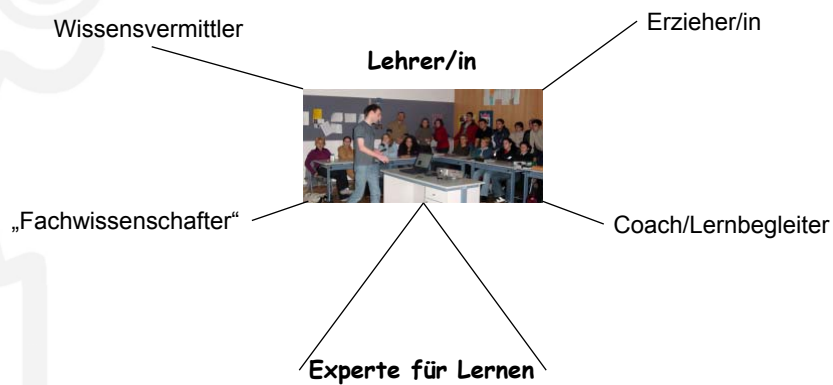 Wissensvermittler
Erzieher/in
Lehrer/in
„Fachwissenschafter“
Coach/Lernbegleiter
Experte für Lernen